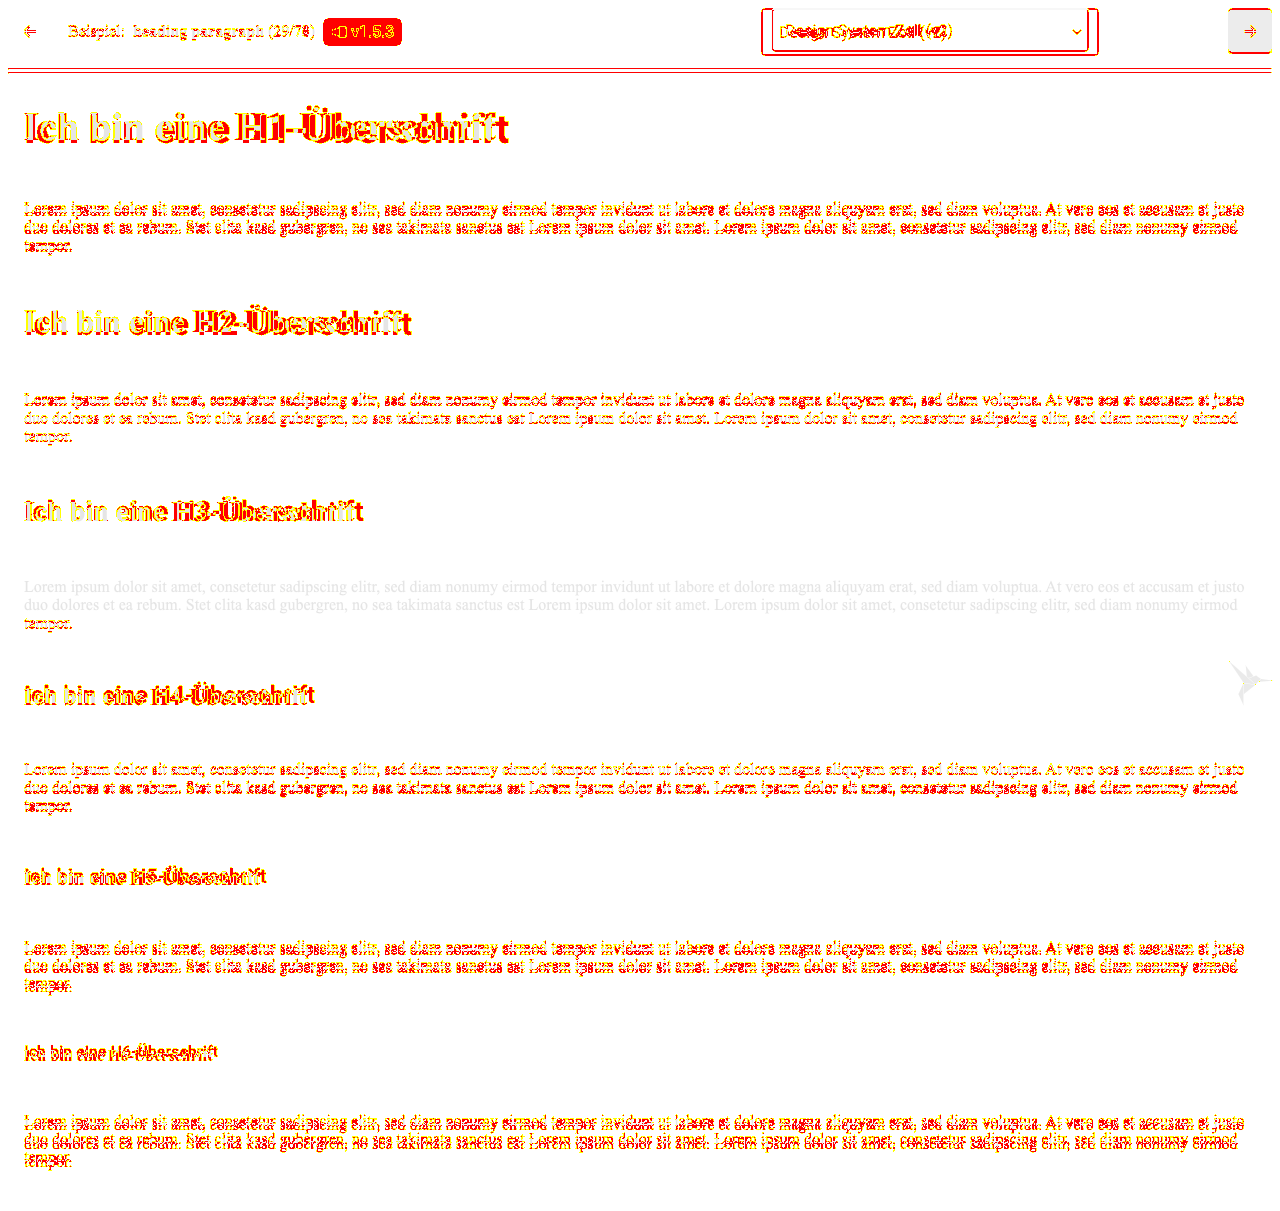 Beispiel: heading paragraph (29/78) v1.5.3
Design System Zoll (v2)
Ich bin eine H1-Überschrift
Lorem ipsum dolor sit amet, consetetur sadipscing elitr, sed diam nonumy eirmod tempor invidunt ut labore et dolore magna aliquyam erat, sed diam voluptua. At vero eos et accusam et justo
duo dolores et ea rebum. Stet clita kasd gubergren, no sea takimata sanctus est Lorem ipsum dolor sit amet. Lorem ipsum dolor sit amet, consetetur sadipscing elitr, sed diam nonumy eirmod
tempor.
Ich bin eine H2-Überschrift
Lorem ipsum dolor sit amet, consetetur sadipscing elitr, sed diam nonumy eirmod tempor invidunt ut labore et dolore magna aliquyam erat, sed diam voluptua. At vero eos et accusam et justo
duo dolores et ea rebum. Stet clita kasd gubergren, no sea takimata sanctus est Lorem ipsum dolor sit amet. Lorem ipsum dolor sit amet, consetetur sadipscing elitr, sed diam nonumy eirmod
tempor.
Ich bin eine H3-Überschrift
Lorem ipsum dolor sit amet, consetetur sadipscing elitr, sed diam nonumy eirmod tempor invidunt ut labore et dolore magna aliquyam erat, sed diam voluptua. At vero eos et accusam et justo
duo dolores et ea rebum. Stet clita kasd gubergren, no sea takimata sanctus est Lorem ipsum dolor sit amet. Lorem ipsum dolor sit amet, consetetur sadipscing elitr, sed diam nonumy eirmod
tempor.
Ich bin eine H4-Überschrift
Lorem ipsum dolor sit amet, consetetur sadipscing elitr, sed diam nonumy eirmod tempor invidunt ut labore et dolore magna aliquyam erat, sed diam voluptua. At vero eos et accusam et justo
duo dolores et ea rebum. Stet clita kasd gubergren, no sea takimata sanctus est Lorem ipsum dolor sit amet. Lorem ipsum dolor sit amet, consetetur sadipscing elitr, sed diam nonumy eirmod
tempor.
Ich bin eine H5-Überschrift
Lorem ipsum dolor sit amet, consetetur sadipscing elitr, sed diam nonumy eirmod tempor invidunt ut labore et dolore magna aliquyam erat, sed diam voluptua. At vero eos et accusam et justo
duo dolores et ea rebum. Stet clita kasd gubergren, no sea takimata sanctus est Lorem ipsum dolor sit amet. Lorem ipsum dolor sit amet, consetetur sadipscing elitr, sed diam nonumy eirmod
tempor.
Ich bin eine H6-Überschrift
Lorem ipsum dolor sit amet, consetetur sadipscing elitr, sed diam nonumy eirmod tempor invidunt ut labore et dolore magna aliquyam erat, sed diam voluptua. At vero eos et accusam et justo
duo dolores et ea rebum. Stet clita kasd gubergren, no sea takimata sanctus est Lorem ipsum dolor sit amet. Lorem ipsum dolor sit amet, consetetur sadipscing elitr, sed diam nonumy eirmod
tempor.